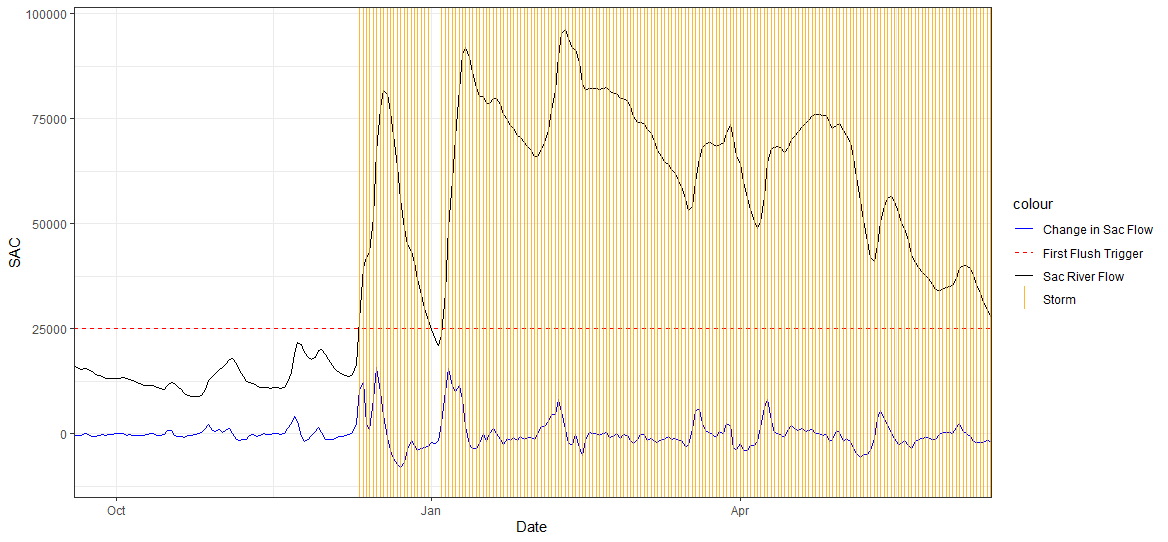 100000
75000
50000
25000
0
SAC
Oct
Jan
Apr
Date
colour
Change in Sac Flow
First Flush Trigger
Sac River Flow
Storm